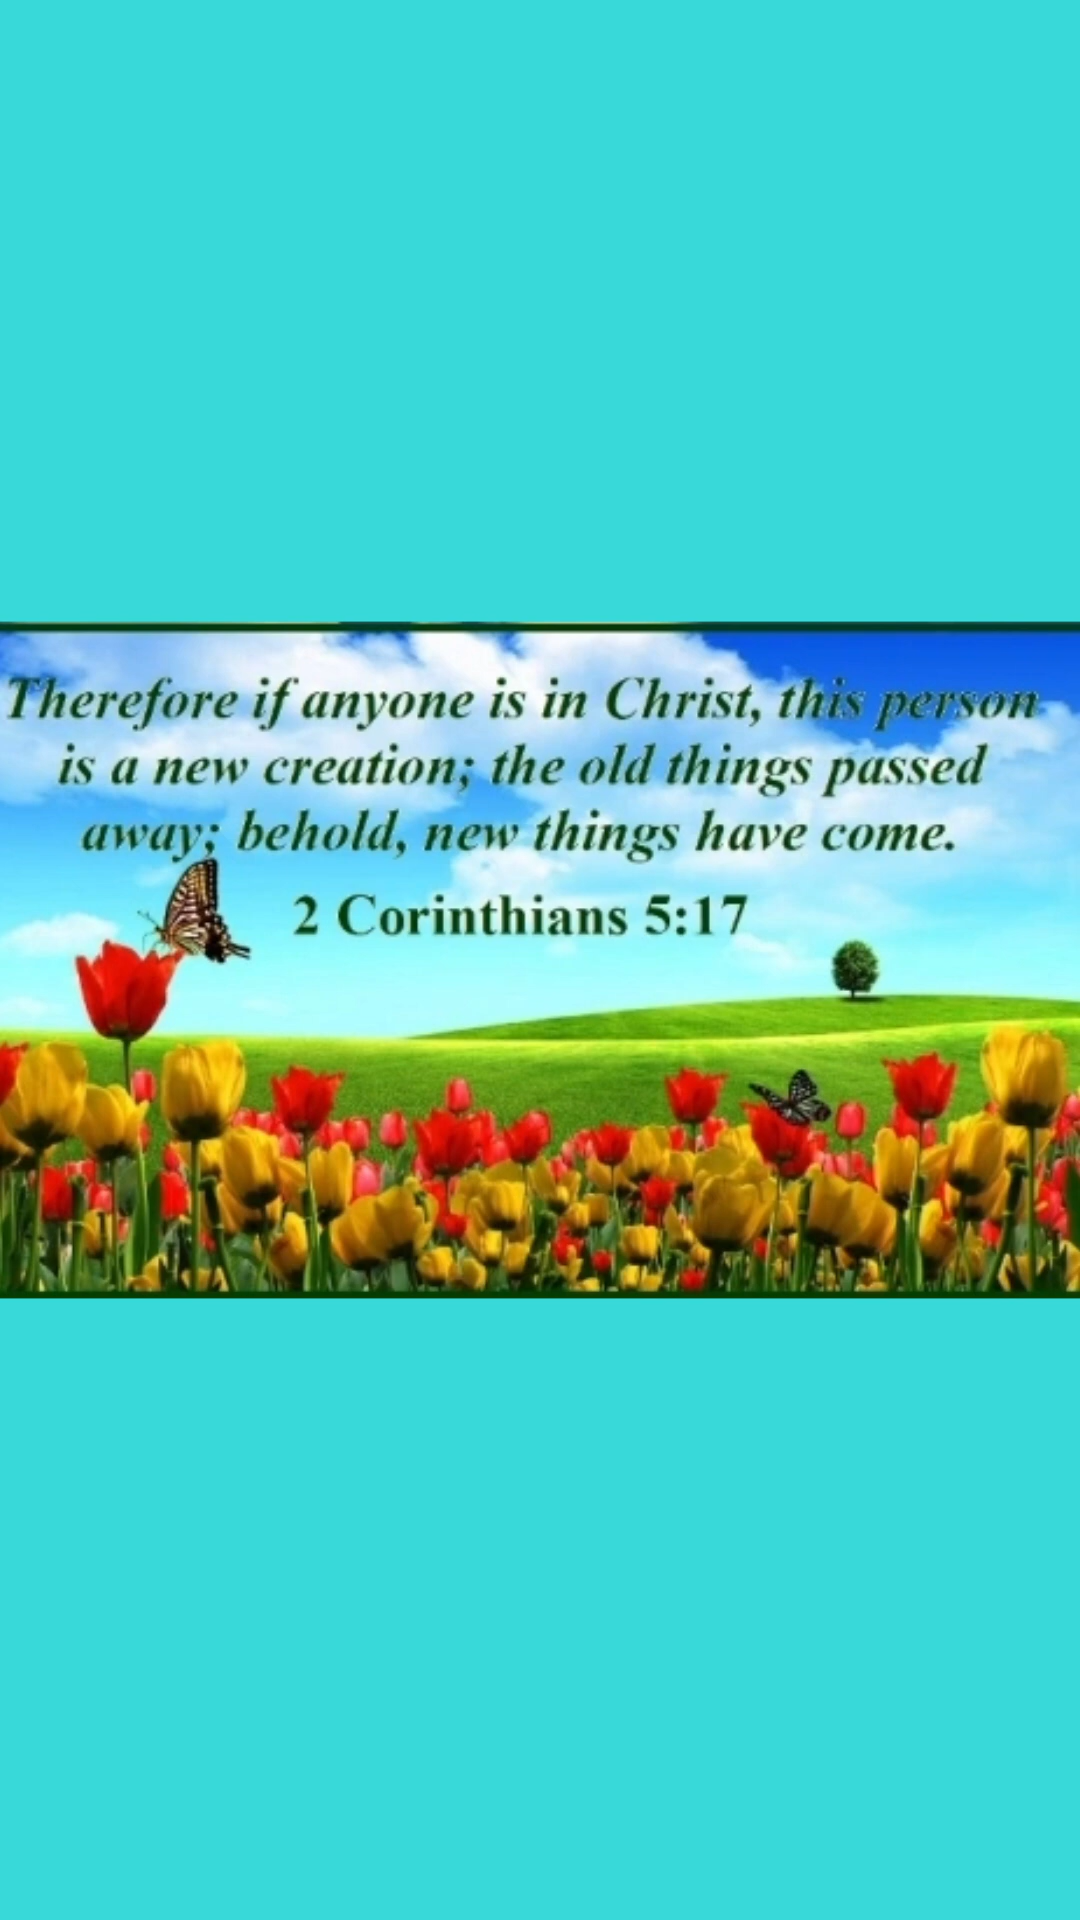 Therefore if anyone is in Christ, this person
is a new creation; the old things passed
away; behold, new things have come.
2 Corinthians 5:17